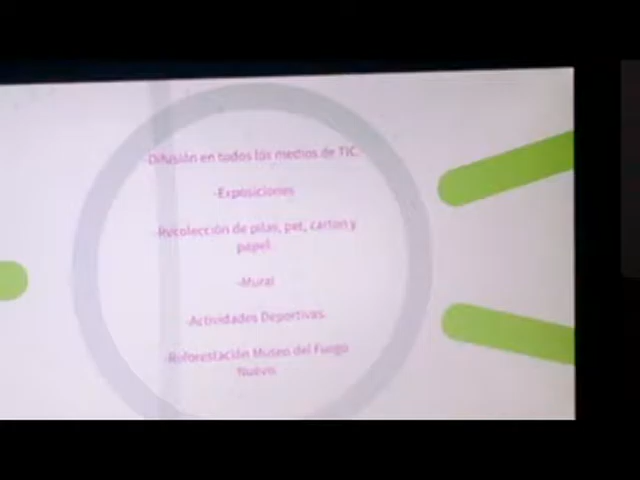 -Difusión en todos los medios de TIC.
-Exposiciones
-Recolección de pilas, pet, carton y
papel.
-Mural
-Actividades Deportivas.
-Reforestación Museo del Fuego
Nuevo.